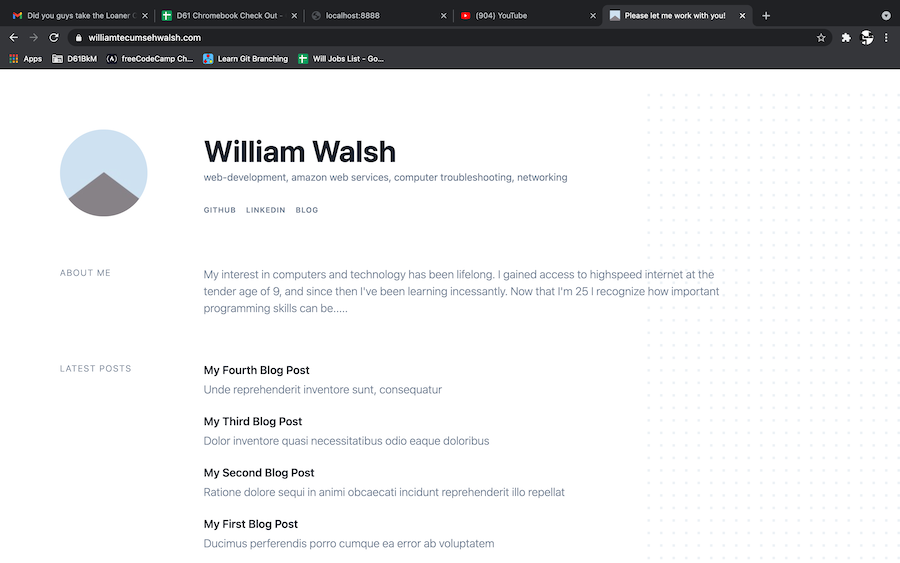 Did you guys take the Loaner C
D61 Chromebook Check Out -
localhost:8888
(904) YouTube
Please let me work with you!
williamtecumsehwalsh.com
Apps
D61BkM
(A) freeCodeCamp Ch...
Learn Git Branching
Will Jobs List - Go...
William Walsh
web-development, amazon web services, computer troubleshooting, networking
GITHUB LINKEDIN BLOG
ABOUT ME
My interest in computers and technology has been lifelong. I gained access to highspeed internet at the
tender age of 9, and since then I've been learning incessantly. Now that I'm 25 I recognize how important
programming skills can be.....
LATEST POSTS
My Fourth Blog Post
Unde reprehenderit inventore sunt, consequatur
My Third Blog Post
Dolor inventore quasi necessitatibus odio eaque doloribus
My Second Blog Post
Ratione dolore sequi in animi obcaecati incidunt reprehenderit illo repellat
My First Blog Post
Ducimus perferendis porro cumque ea error ab voluptatem